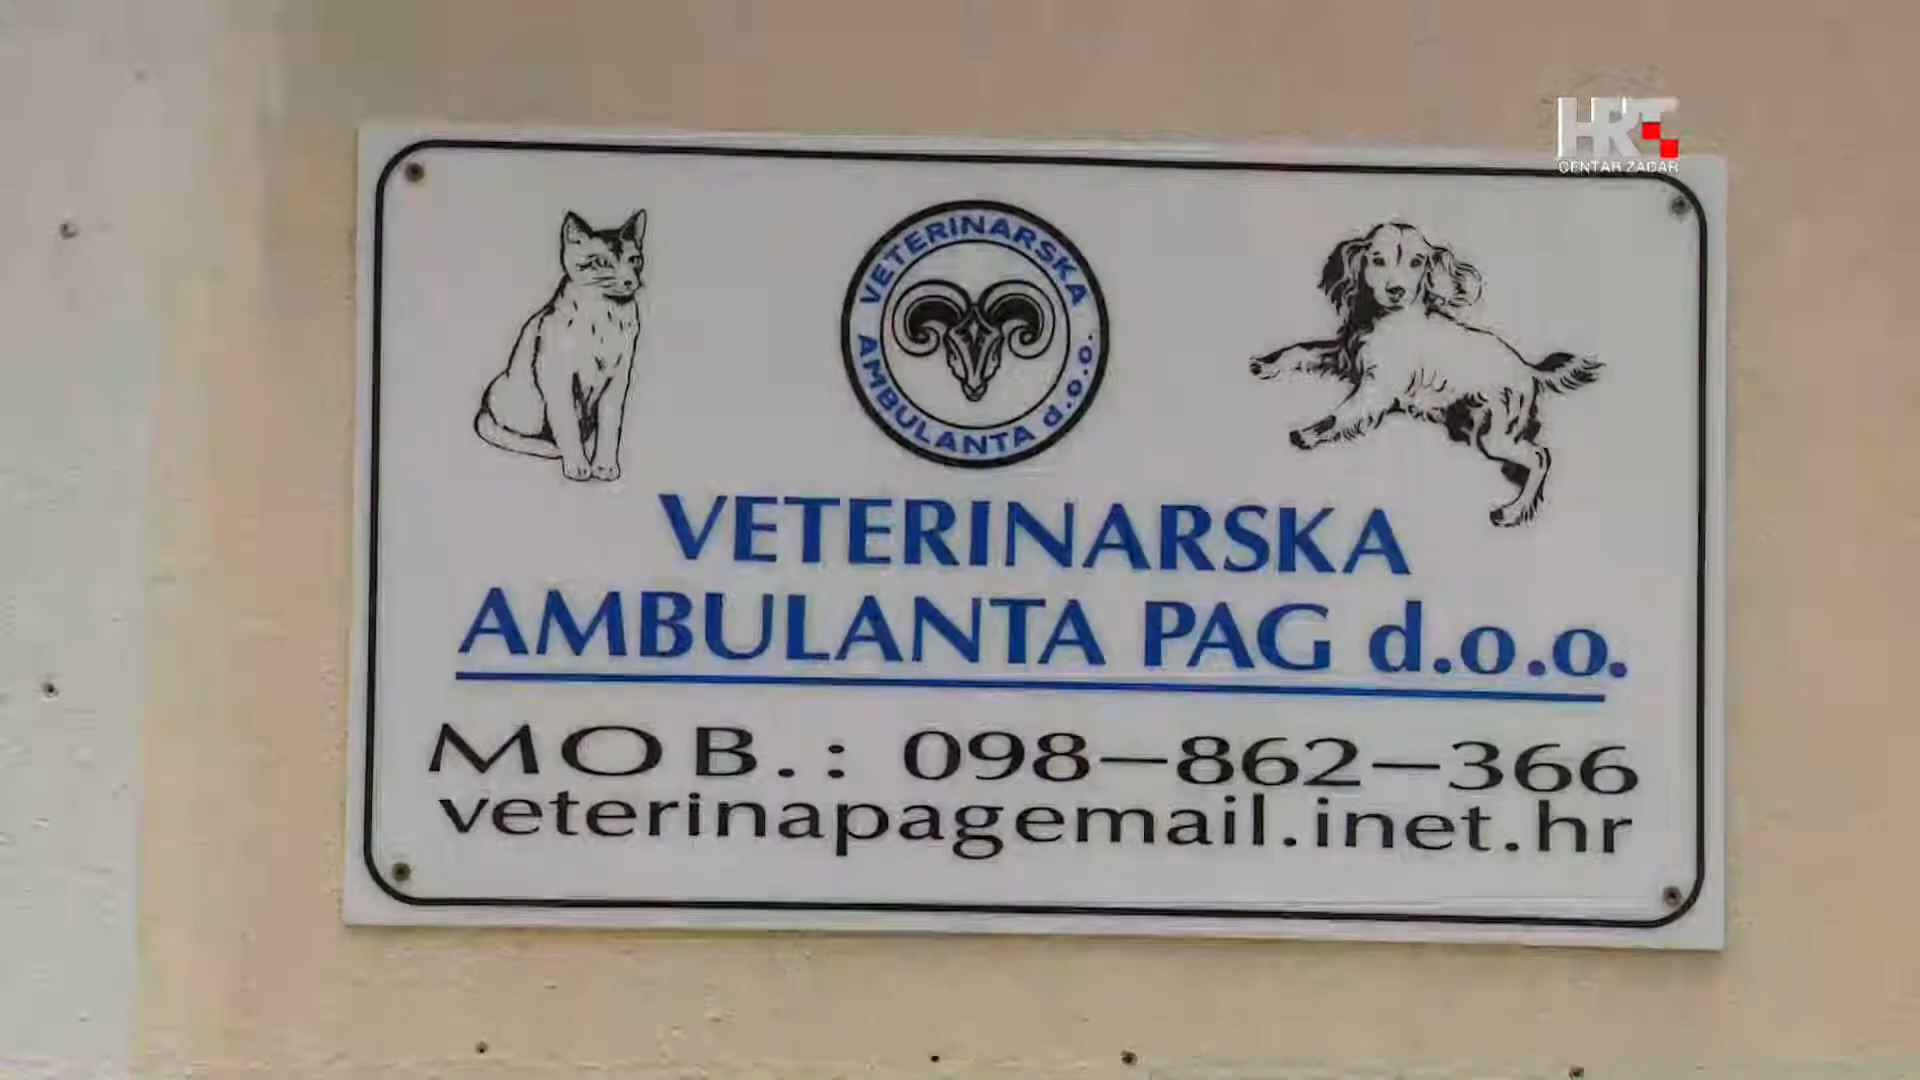 HRT
CENTAR ZADAR
VETERINARSKA
AMBULANTA d.o.o.
VETERINARSKA
AMBULANTA PAG d.o.o.
MOB.: 098-862-366
veterinapagemail.inet.hr